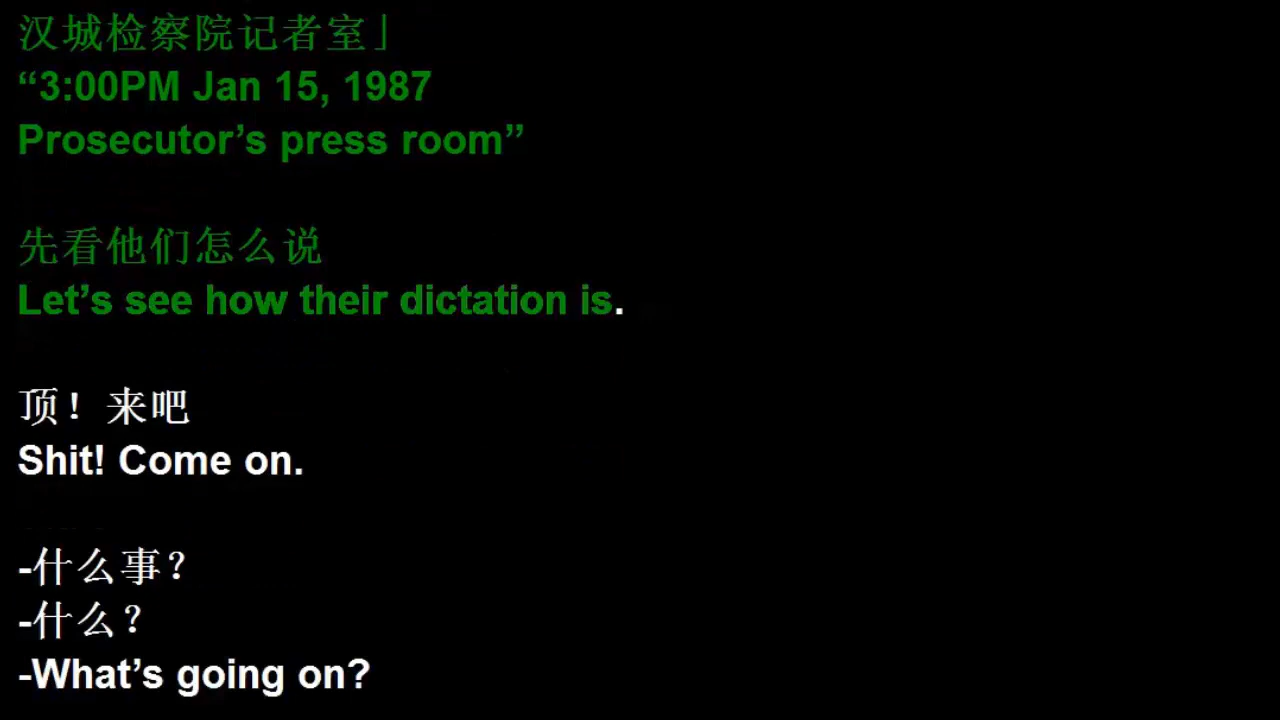 汉城检察院记者室」
“3:00PM Jan 15, 1987
Prosecutor’s press room”
先看他们怎么说
Let’s see how their dictation is.
顶！来吧
Shit! Come on.
-什么事？
-什么？
-What’s going on?